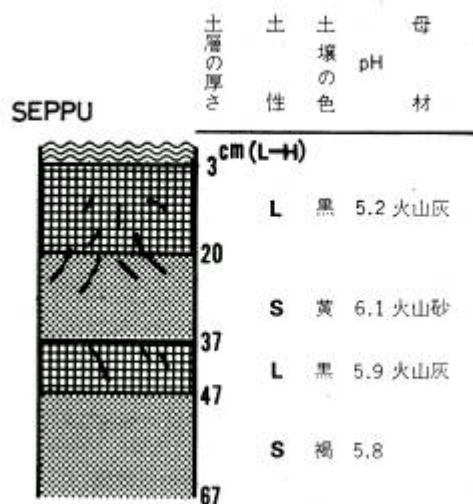 土層の厚さ 土性 土壌の色 pH 母材
SEPPU
3 cm (L→H)
L 黒 5.2 火山灰
20
S 黄 6.1 火山砂
37
L 黒 5.9 火山灰
47
S 褐 5.8
67